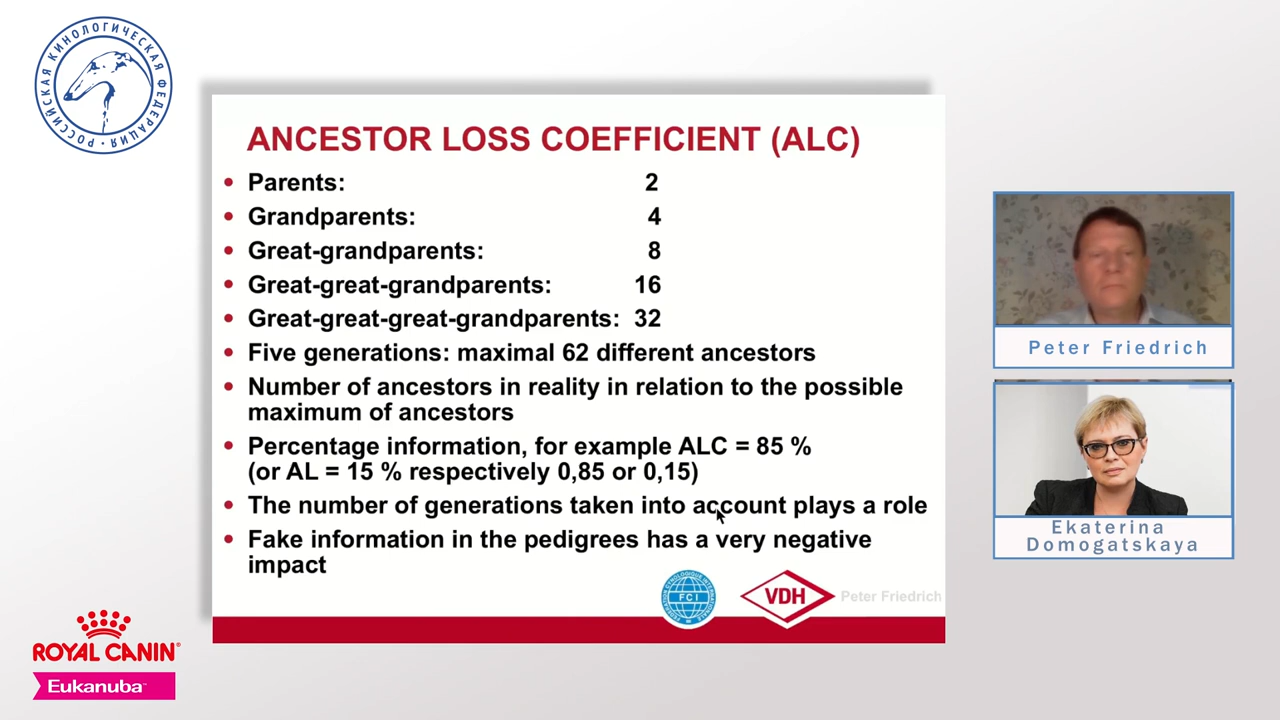 РОССИЙСКАЯ КИНОЛОГИЧЕСКАЯ ФЕДЕРАЦИЯ
ANCESTOR LOSS COEFFICIENT (ALC)
• Parents: 2
• Grandparents: 4
• Great-grandparents: 8
• Great-great-grandparents: 16
• Great-great-great-grandparents: 32
• Five generations: maximal 62 different ancestors
• Number of ancestors in reality in relation to the possible
maximum of ancestors
• Percentage information, for example ALC = 85 %
(or AL = 15 % respectively 0,85 or 0,15)
• The number of generations taken into account plays a role
• Fake information in the pedigrees has a very negative
impact
FCI
VDH
Peter Friedrich
Peter Friedrich
Ekaterina
Domogatskaya
ROYAL CANIN®
Eukanuba™